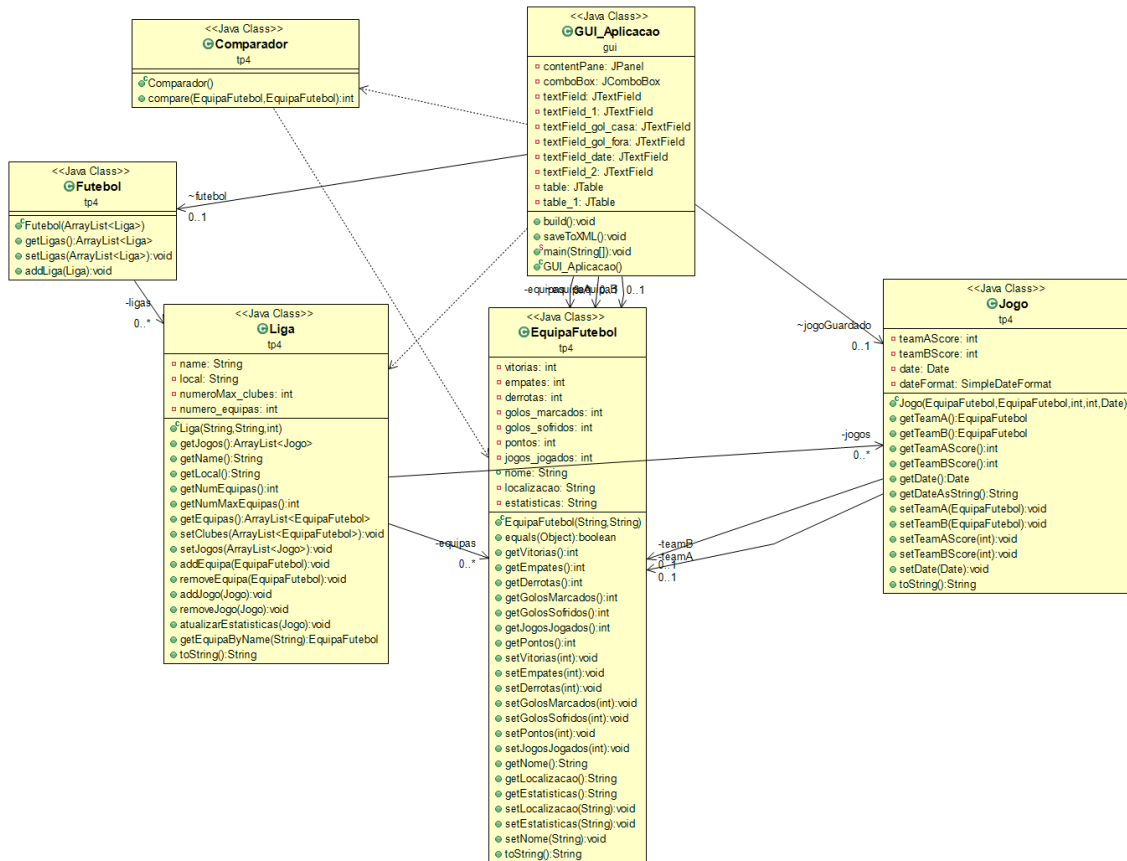 <<Java Class>>
Comparador
tp4
Comparador()
compare(EquipaFutebol,EquipaFutebol):int
<<Java Class>>
GUI_Aplicacao
gui
contentPane: JPanel
comboBox: JComboBox
textField: JTextField
textField_1: JTextField
textField_gol_casa: JTextField
textField_gol_fora: JTextField
textField_date: JTextField
textField_2: JTextField
table: JTable
table_1: JTable
build():void
saveToXML():void
main(String[]):void
GUI_Aplicacao()
<<Java Class>>
Futebol
tp4
Futebol(ArrayList<Liga>)
getLigas():ArrayList<Liga>
setLigas(ArrayList<Liga>):void
addLiga(Liga):void
~futebol
0..1
-ligas
0..*
0..1
~jogoGuardado
0..1
<<Java Class>>
Liga
tp4
name: String
local: String
numeroMax_clubes: int
numero_equipas: int
Liga(String,String,int)
getJogos():ArrayList<Jogo>
getName():String
getLocal():String
getNumEquipas():int
getNumMaxEquipas():int
getEquipas():ArrayList<EquipaFutebol>
setClubes(ArrayList<EquipaFutebol>):void
setJogos(ArrayList<Jogo>):void
addEquipa(EquipaFutebol):void
removeEquipa(EquipaFutebol):void
addJogo(Jogo):void
removeJogo(Jogo):void
atualizarEstatisticas(Jogo):void
getEquipaByName(String):EquipaFutebol
toString():String
-equipas
0..*
<<Java Class>>
EquipaFutebol
tp4
vitorias: int
empates: int
derrotas: int
golos_marcados: int
golos_sofridos: int
pontos: int
jogos_jogados: int
nome: String
localizacao: String
estatisticas: String
EquipaFutebol(String,String)
equals(Object):boolean
getVitorias():int
getEmpates():int
getDerrotas():int
getGolosMarcados():int
getGolosSofridos():int
getJogosJogados():int
getPontos():int
setVitorias(int):void
setEmpates(int):void
setDerrotas(int):void
setGolosMarcados(int):void
setGolosSofridos(int):void
setPontos(int):void
setJogosJogados(int):void
getNome():String
getLocalizacao():String
getEstatisticas():String
setLocalizacao(String):void
setEstatisticas(String):void
setNome(String):void
toString():String
-jogos
0..*
-teamB
-teamA
0..1
<<Java Class>>
Jogo
tp4
teamAScore: int
teamBScore: int
date: Date
dateFormat: SimpleDateFormat
Jogo(EquipaFutebol,EquipaFutebol,int,int,Date)
getTeamA():EquipaFutebol
getTeamB():EquipaFutebol
getTeamAScore():int
getTeamBScore():int
getDate():Date
getDateAsString():String
setTeamA(EquipaFutebol):void
setTeamB(EquipaFutebol):void
setTeamAScore(int):void
setTeamBScore(int):void
setDate(Date):void
toString():String